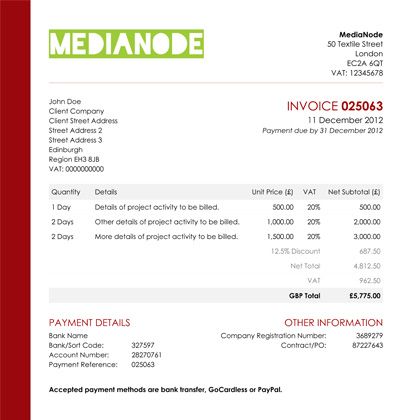 MEDIANODE
MediaNode
50 Textile Street
London
EC2A 6QT
VAT: 12345678
John Doe
Client Company
Client Street Address
Street Address 2
Street Address 3
Edinburgh
Region EH3 8JB
VAT: 0000000000
INVOICE 025063
11 December 2012
Payment due by 31 December 2012
Quantity Details Unit Price (£) VAT Net Subtotal (£)
1 Day Details of project activity to be billed. 500.00 20% 500.00
2 Days Other details of project activity to be billed. 1,000.00 20% 2,000.00
2 Days More details of project activity to be billed. 1,500.00 20% 3,000.00
12.5% Discount 687.50
Net Total 4,812.50
VAT 962.50
GBP Total £5,775.00
PAYMENT DETAILS
Bank Name
Bank/Sort Code: 327597
Account Number: 28270761
Payment Reference: 025063
OTHER INFORMATION
Company Registration Number: 3689279
Contract/PO: 87227643
Accepted payment methods are bank transfer, GoCardless or PayPal.